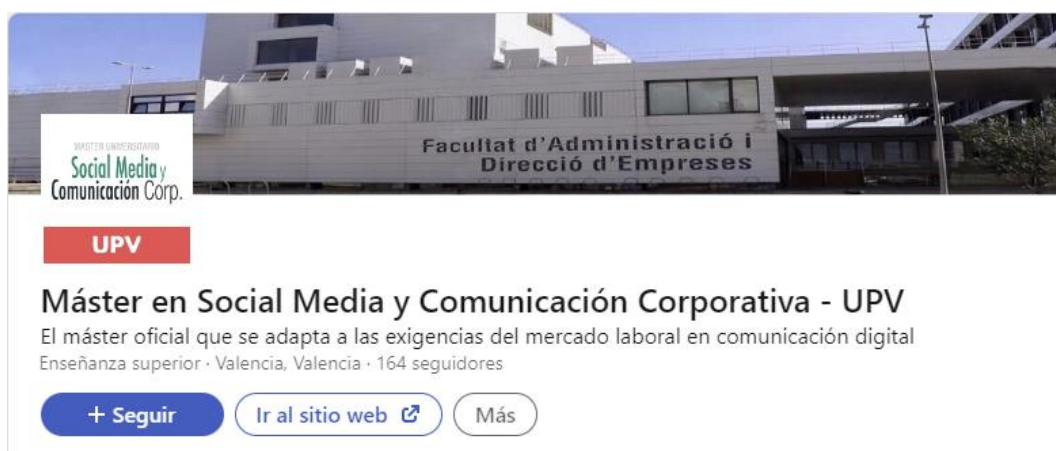 Facultat d'Administració i
Direcció d'Empreses
MÁSTER UNIVERSITARIO
Social Media y
Comunicación Corp.
UPV
Máster en Social Media y Comunicación Corporativa - UPV
El máster oficial que se adapta a las exigencias del mercado laboral en comunicación digital
Enseñanza superior · Valencia, Valencia · 164 seguidores
+ Seguir
Ir al sitio web
Más